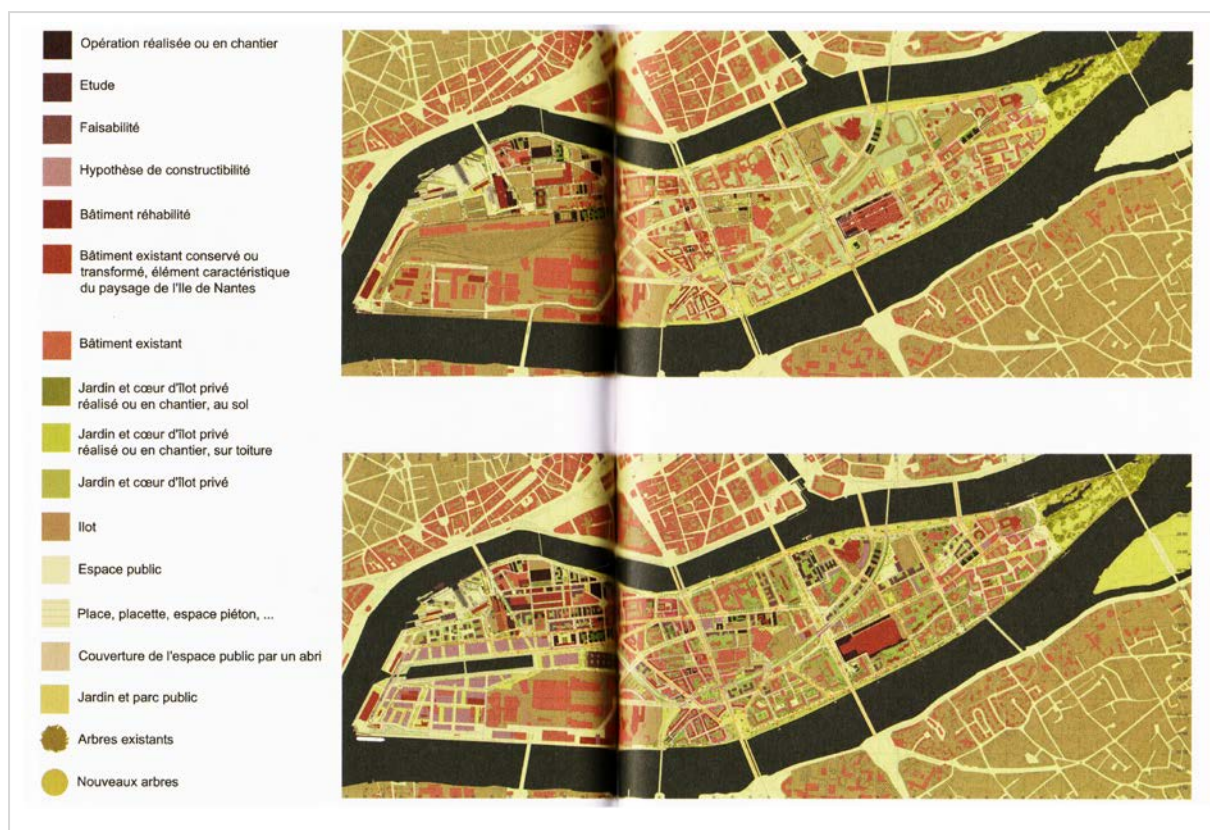 Opération réalisée ou en chantier
Etude
Faisabilité
Hypothèse de constructibilité
Bâtiment réhabilité
Bâtiment existant conservé ou
transformé, élément caractéristique
du paysage de l'Ile de Nantes
Bâtiment existant
Jardin et cœur d'îlot privé
réalisé ou en chantier, au sol
Jardin et cœur d'îlot privé
réalisé ou en chantier, sur toiture
Jardin et cœur d'îlot privé
Ilot
Espace public
Place, placette, espace piéton, ...
Couverture de l'espace public par un abri
Jardin et parc public
Arbres existants
Nouveaux arbres